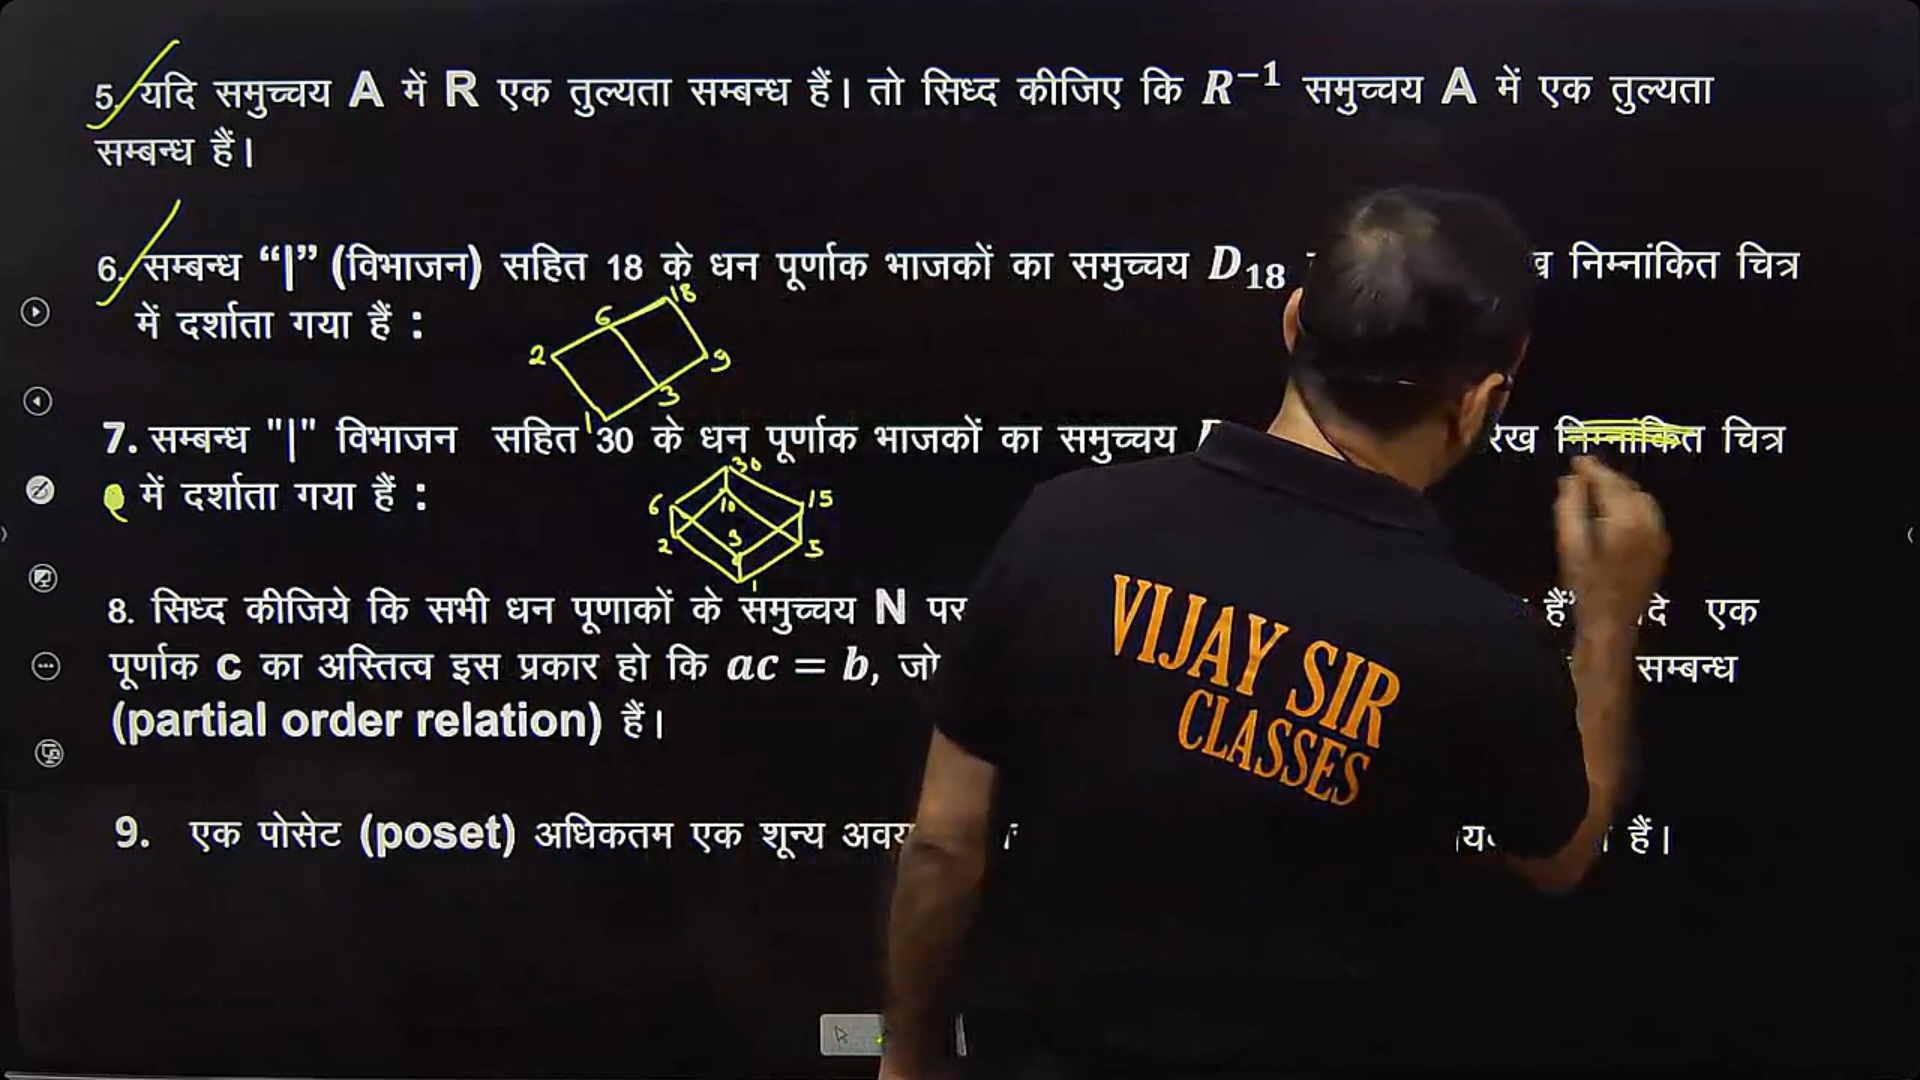 5. यदि समुच्चय A में R एक तुल्यता सम्बन्ध हैं। तो सिध्द कीजिए कि R⁻¹ समुच्चय A में एक तुल्यता
सम्बन्ध हैं।
6. सम्बन्ध “|” (विभाजन) सहित 18 के धन पूर्णाक भाजकों का समुच्चय D₁₈ निम्नांकित चित्र
में दर्शाता गया हैं :
18
6
2
9
3
1
7. सम्बन्ध "|" विभाजन सहित 30 के धन पूर्णाक भाजकों का समुच्चय निम्नांकित चित्र
में दर्शाता गया हैं :
30
6
10
15
2
3
5
1
8. सिध्द कीजिये कि सभी धन पूणाकों के समुच्चय N पर हैं” एक
पूर्णाक c का अस्तित्व इस प्रकार हो कि ac = b, जो सम्बन्ध
(partial order relation) हैं।
9. एक पोसेट (poset) अधिकतम एक शून्य हैं।
VIJAY SIR
CLASSES